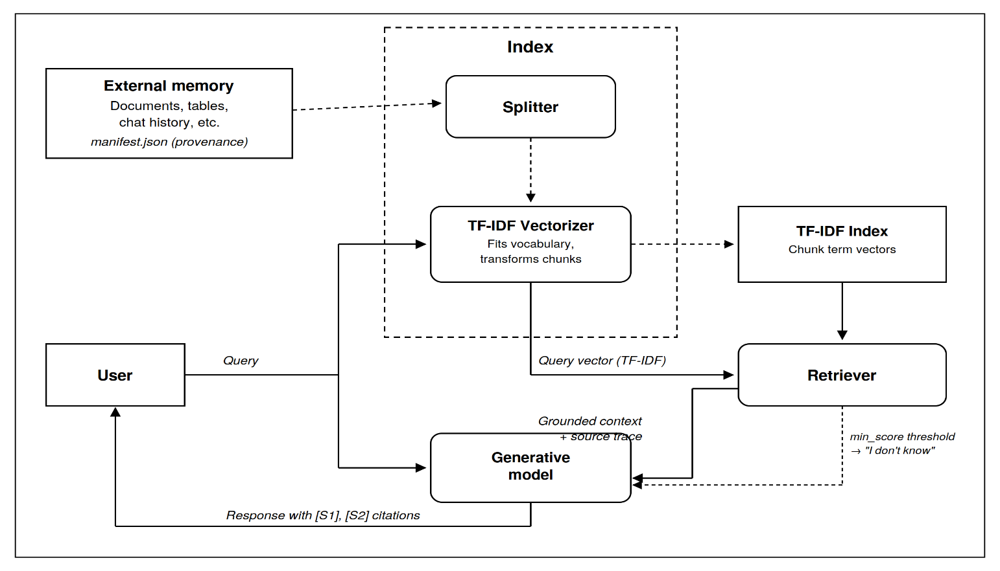 Index
External memory
Documents, tables,
chat history, etc.
manifest.json (provenance)
Splitter
TF-IDF Vectorizer
Fits vocabulary,
transforms chunks
TF-IDF Index
Chunk term vectors
User
Query
Query vector (TF-IDF)
Retriever
Grounded context
+ source trace
min_score threshold
→ "I don't know"
Generative
model
Response with [S1], [S2] citations